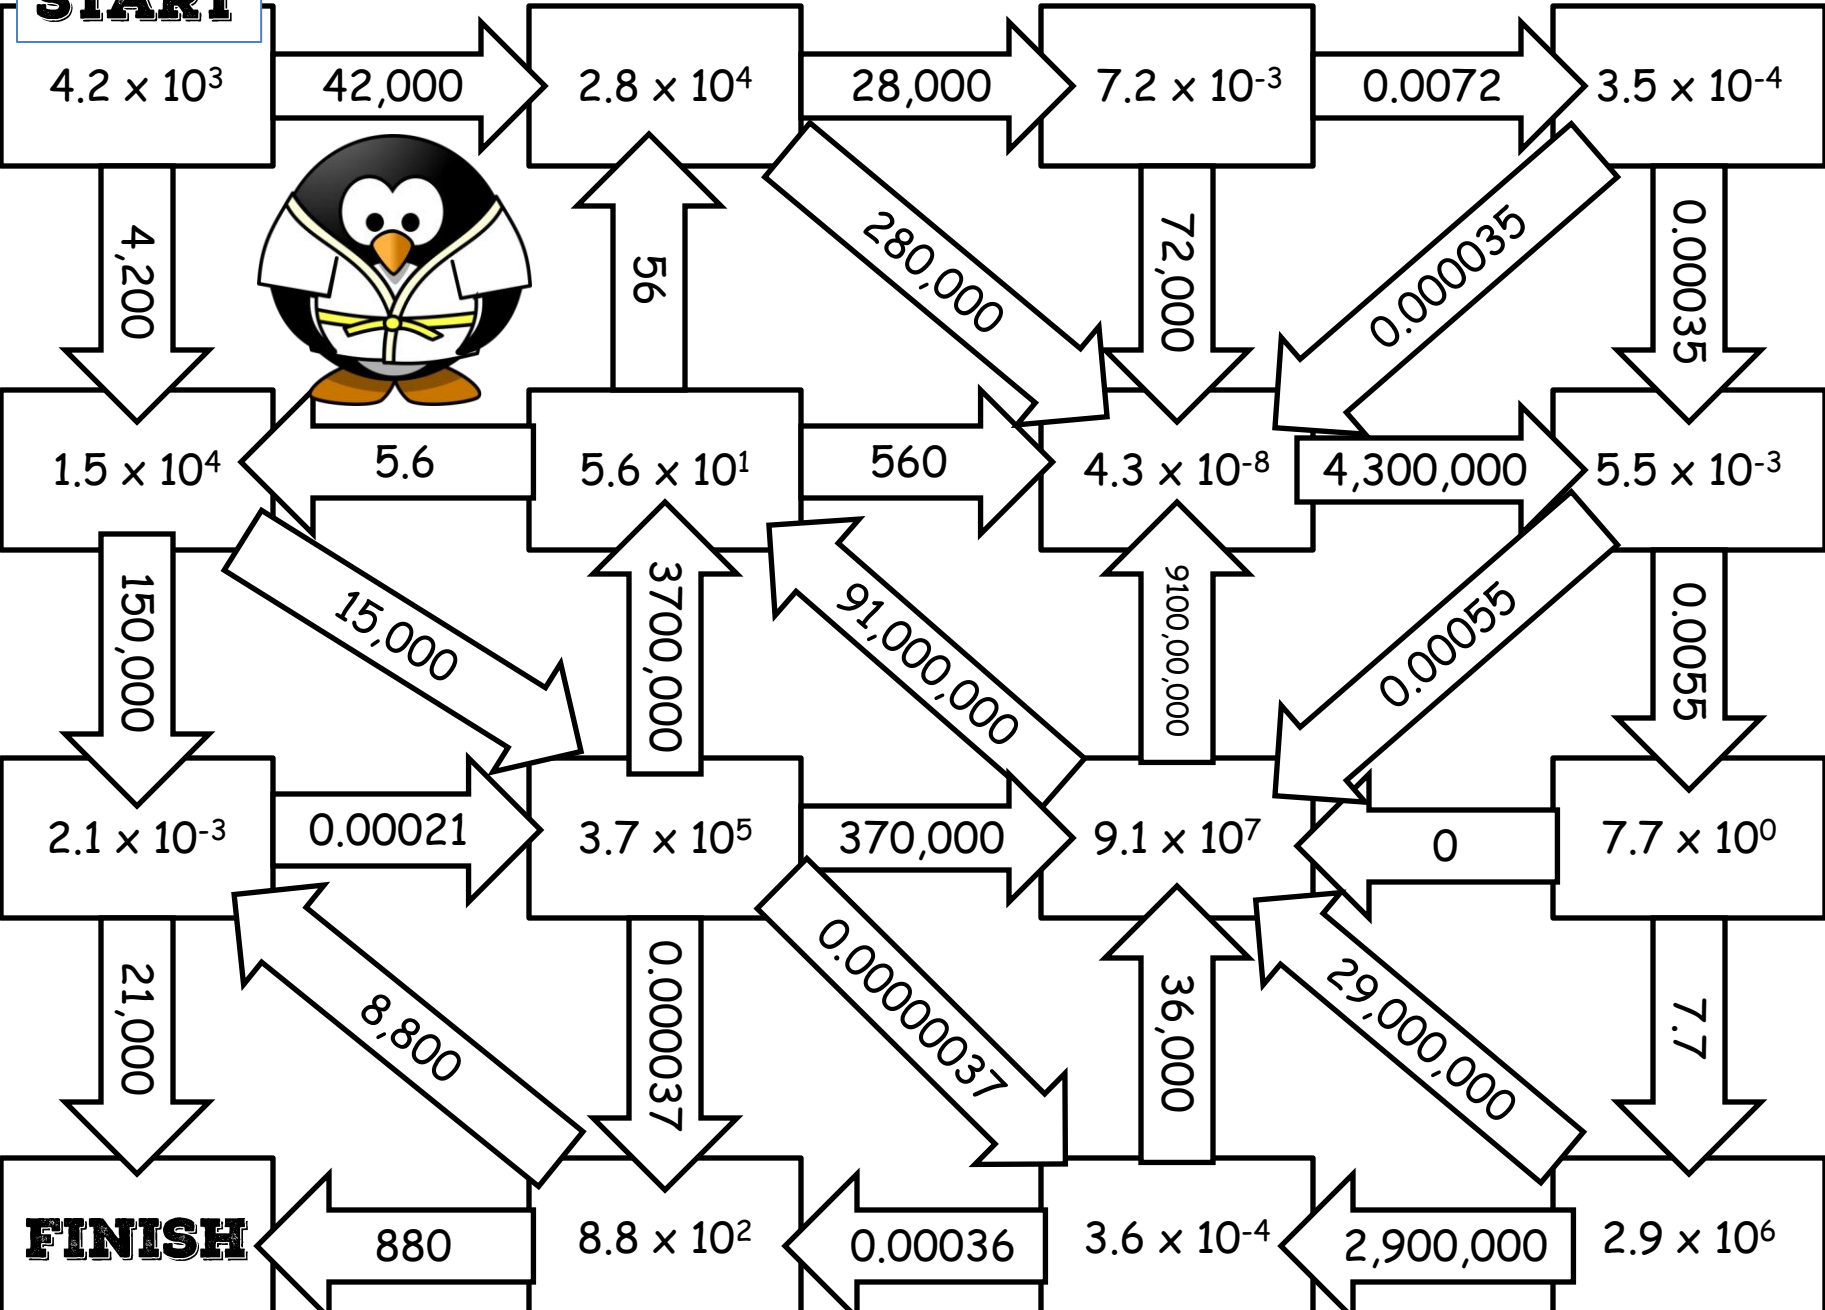 START
4.2 x 10³ 42,000 2.8 x 10⁴ 28,000 7.2 x 10⁻³ 0.0072 3.5 x 10⁻⁴
4,200 56 280,000 72,000 0.000035 0.00035
1.5 x 10⁴ 5.6 5.6 x 10¹ 560 4.3 x 10⁻⁸ 4,300,000 5.5 x 10⁻³
150,000 15,000 3700,000 91,000,000 9100,00,000 0.00055 0.0055
2.1 x 10⁻³ 0.00021 3.7 x 10⁵ 370,000 9.1 x 10⁷ 0 7.7 x 10⁰
21,000 8,800 0.000037 0.0000037 36,000 29,000,000 7.7
FINISH 880 8.8 x 10² 0.00036 3.6 x 10⁻⁴ 2,900,000 2.9 x 10⁶